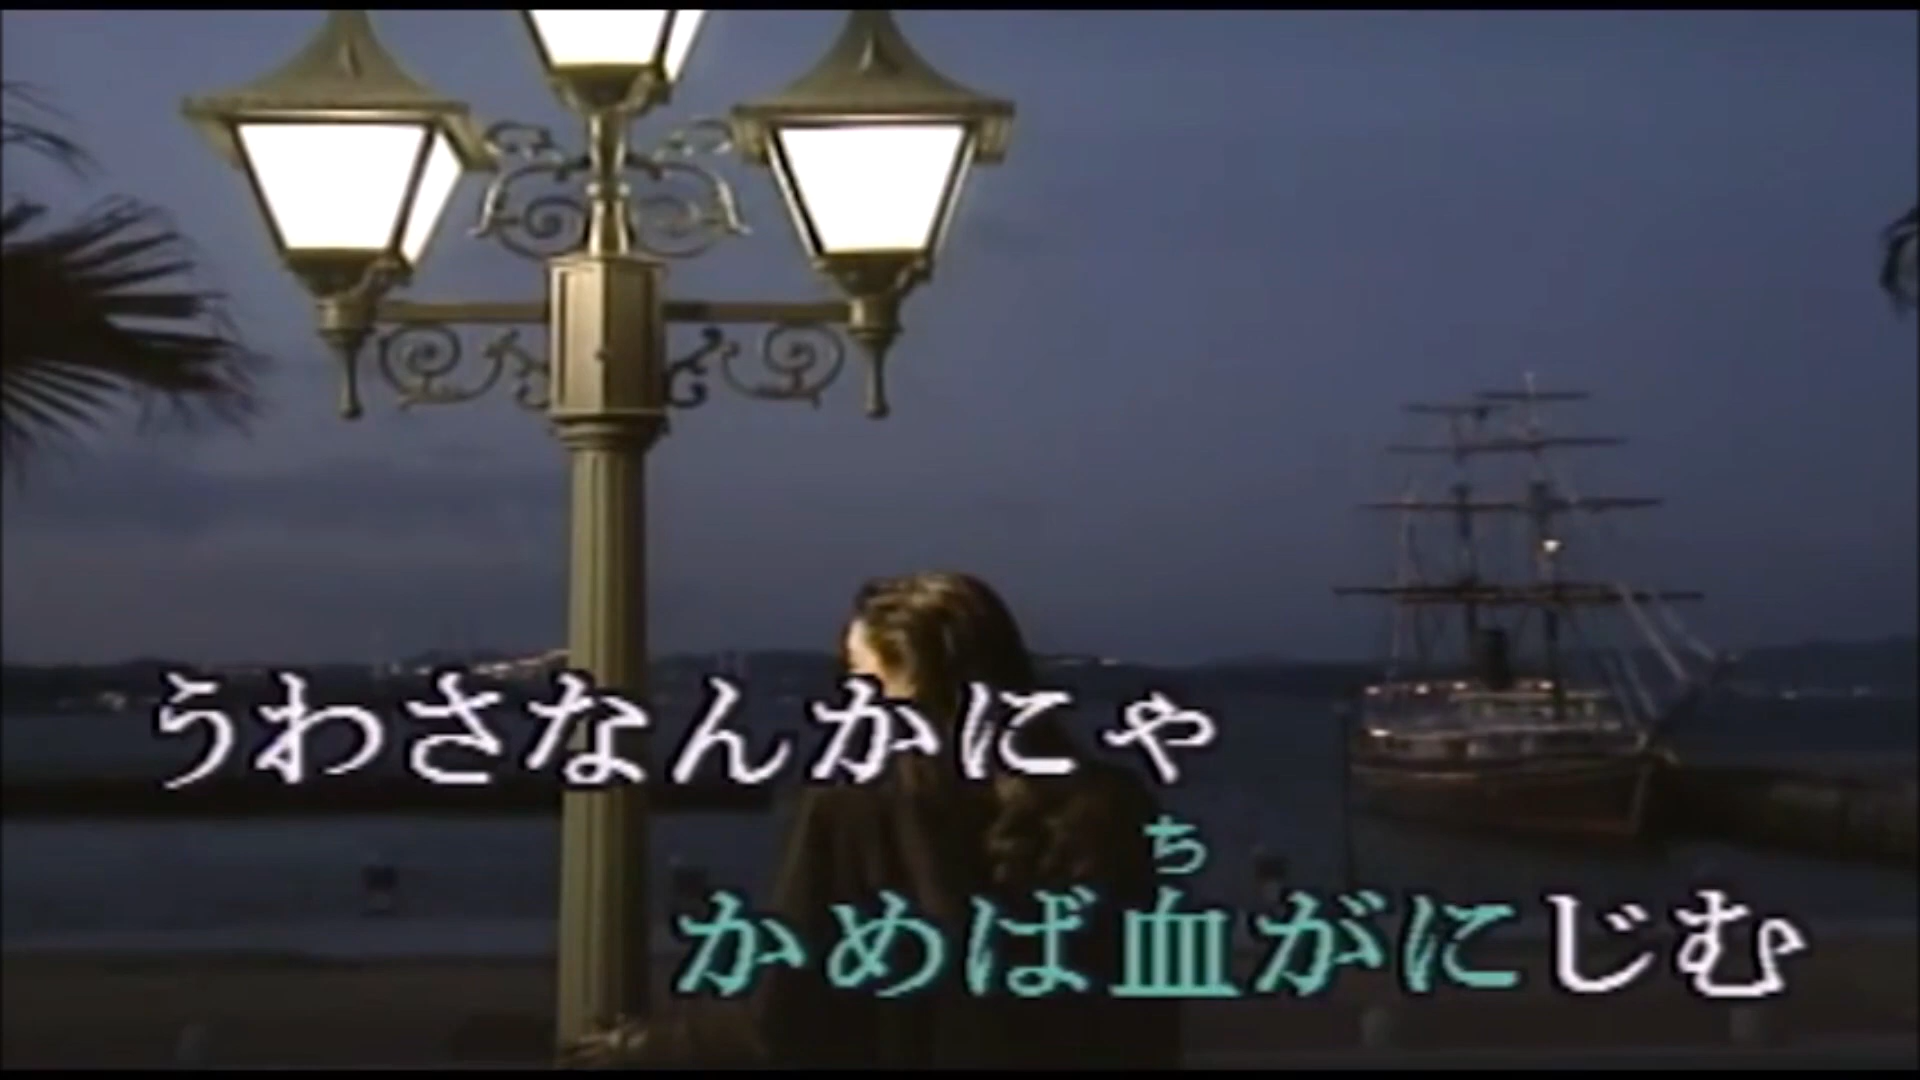 うわさなんかにゃ
ち
かめば血がにじむ